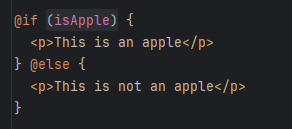 @if (isApple) {
  <p>This is an apple</p>
} @else {
  <p>This is not an apple</p>
}